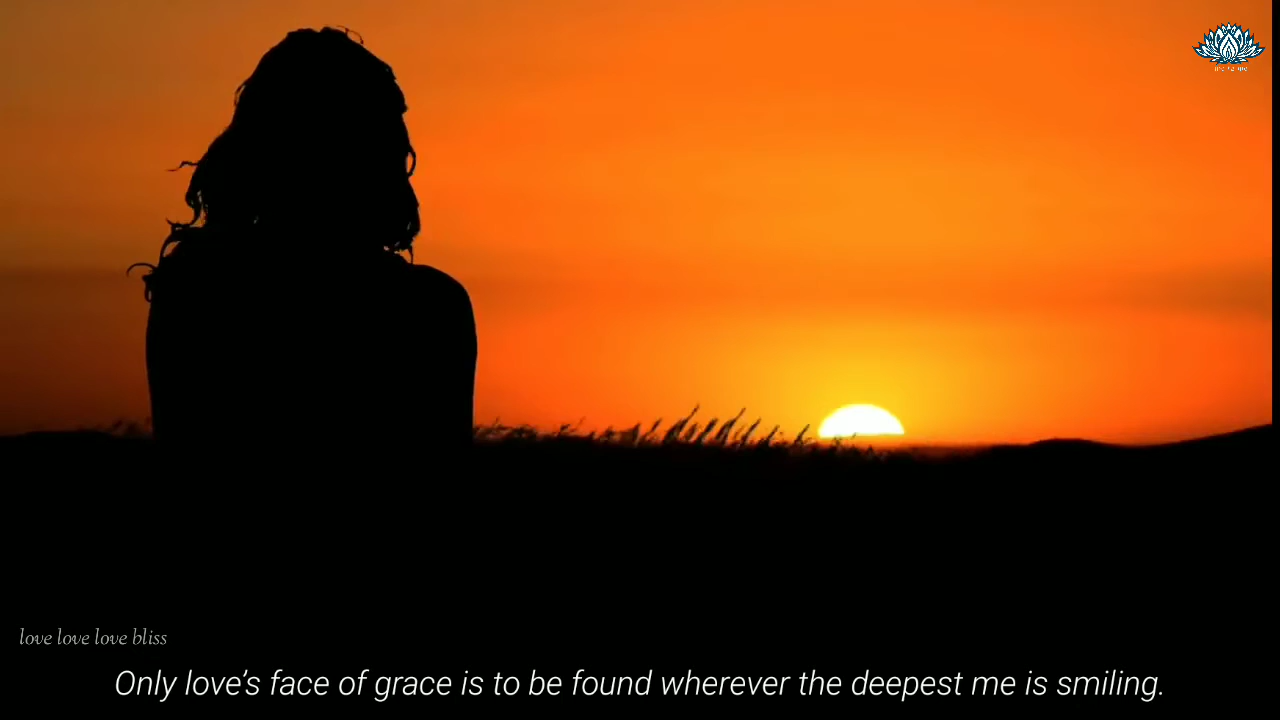 love love love bliss
Only love’s face of grace is to be found wherever the deepest me is smiling.